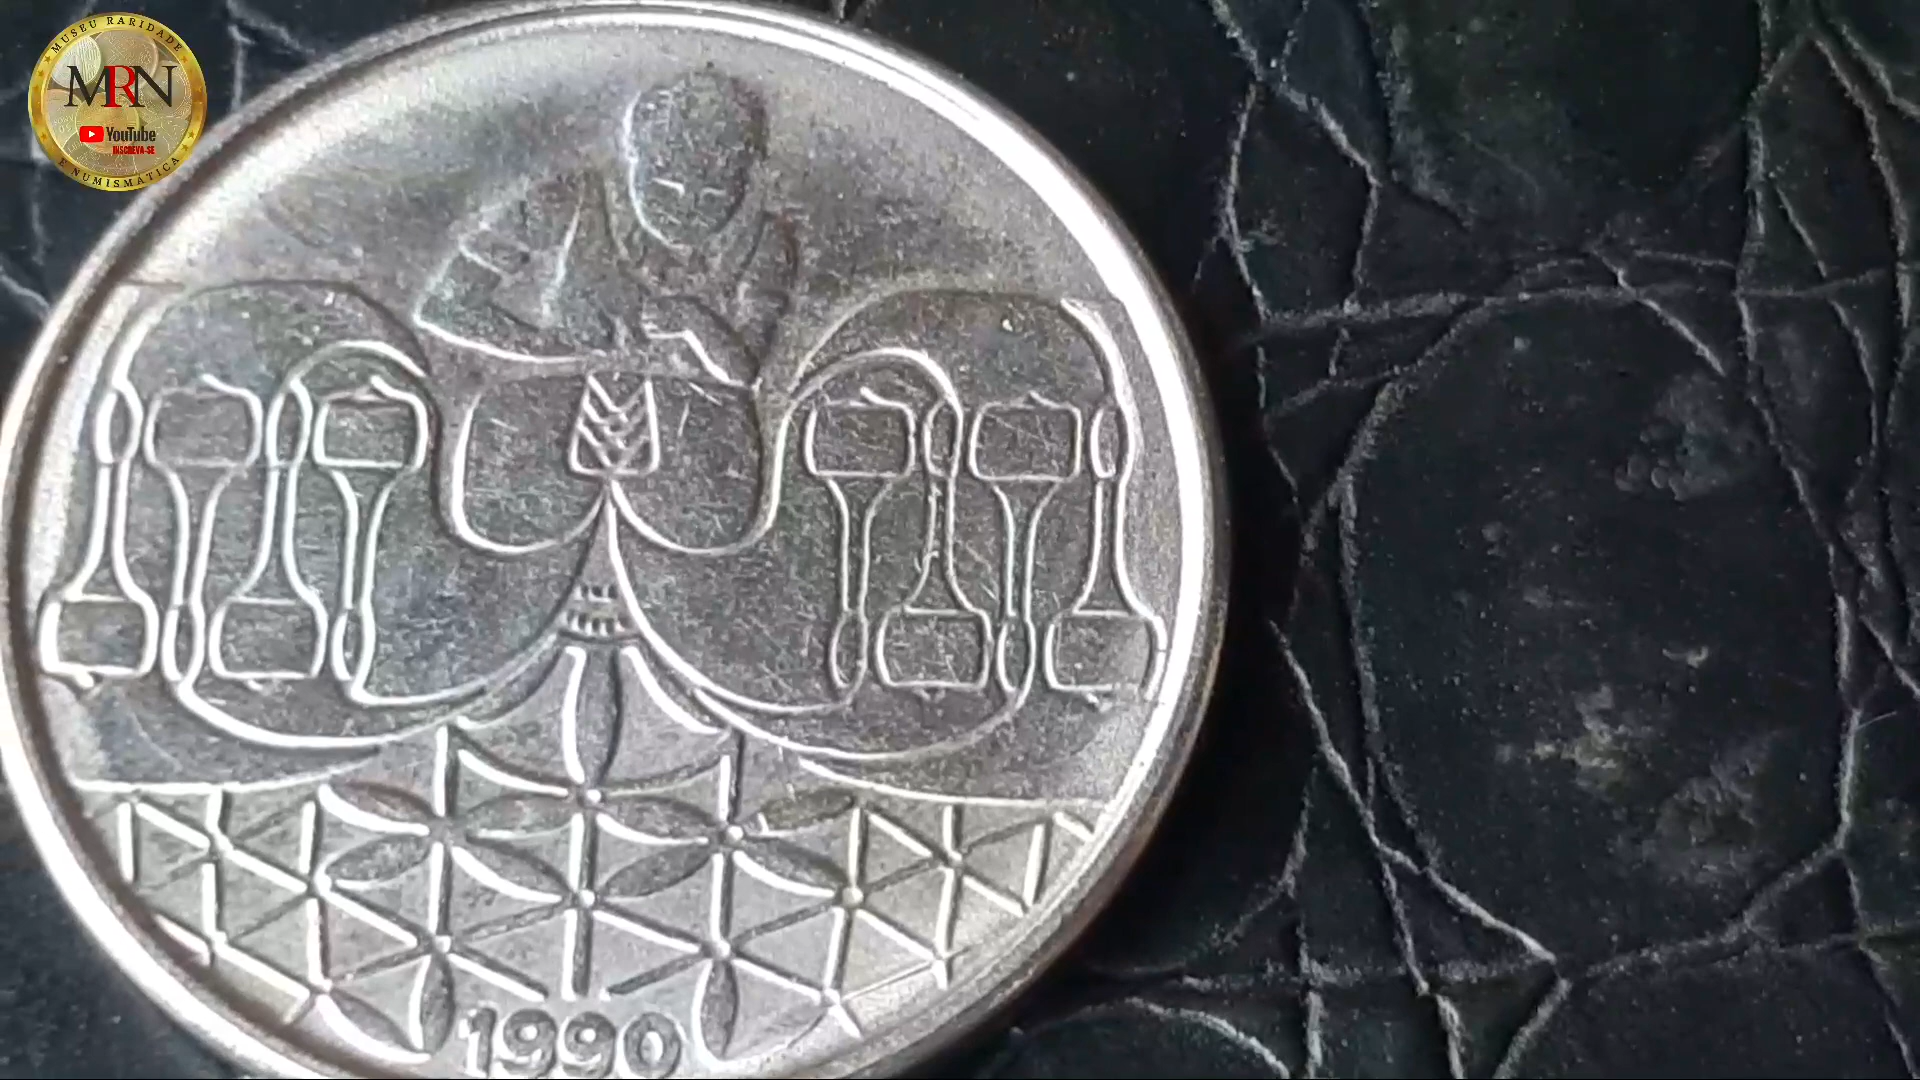 MUSEU RARIDADE
MRN
YouTube
INSCREVA-SE
E NUMISMÁTICA
1990